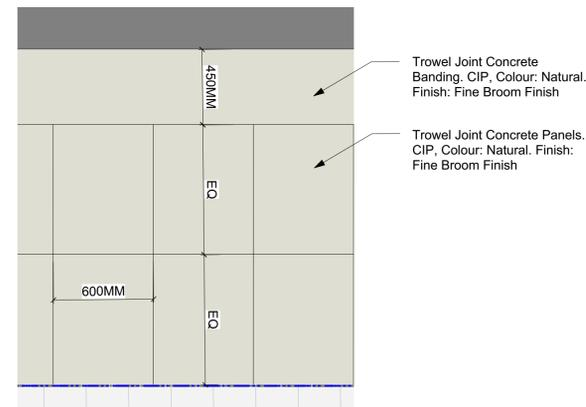 Trowel Joint Concrete
Banding. CIP, Colour: Natural.
Finish: Fine Broom Finish
450MM
Trowel Joint Concrete Panels.
CIP, Colour: Natural. Finish:
Fine Broom Finish
EQ
600MM
EQ